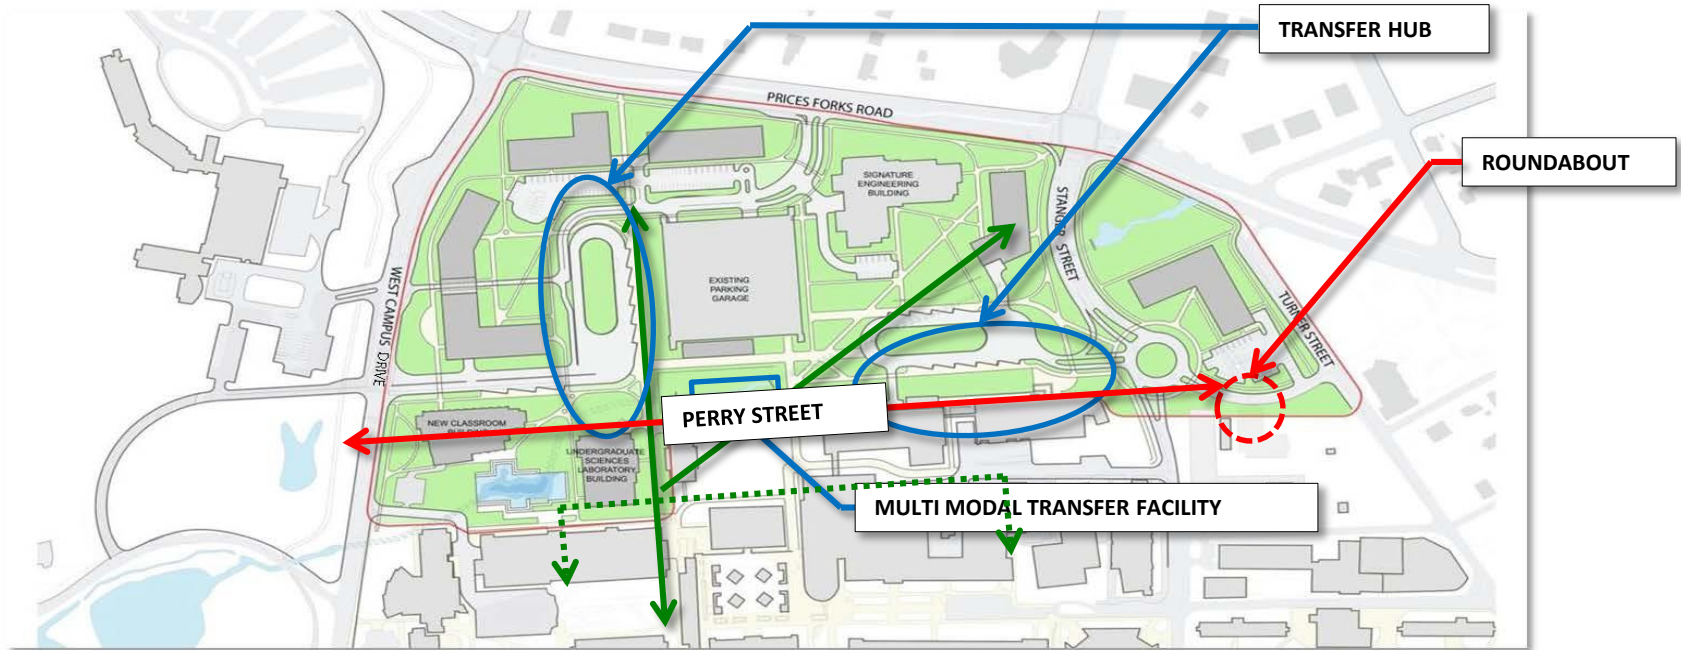 TRANSFER HUB
PRICES FORKS ROAD
ROUNDABOUT
SIGNATURE
ENGINEERING
BUILDING
STANGER STREET
WEST CAMPUS DRIVE
EXISTING
PARKING
GARAGE
TURNER STREET
PERRY STREET
NEW CLASSROOM
UNDERGRADUATE
SCIENCES
LABORATORY
BUILDING
MULTI MODAL TRANSFER FACILITY